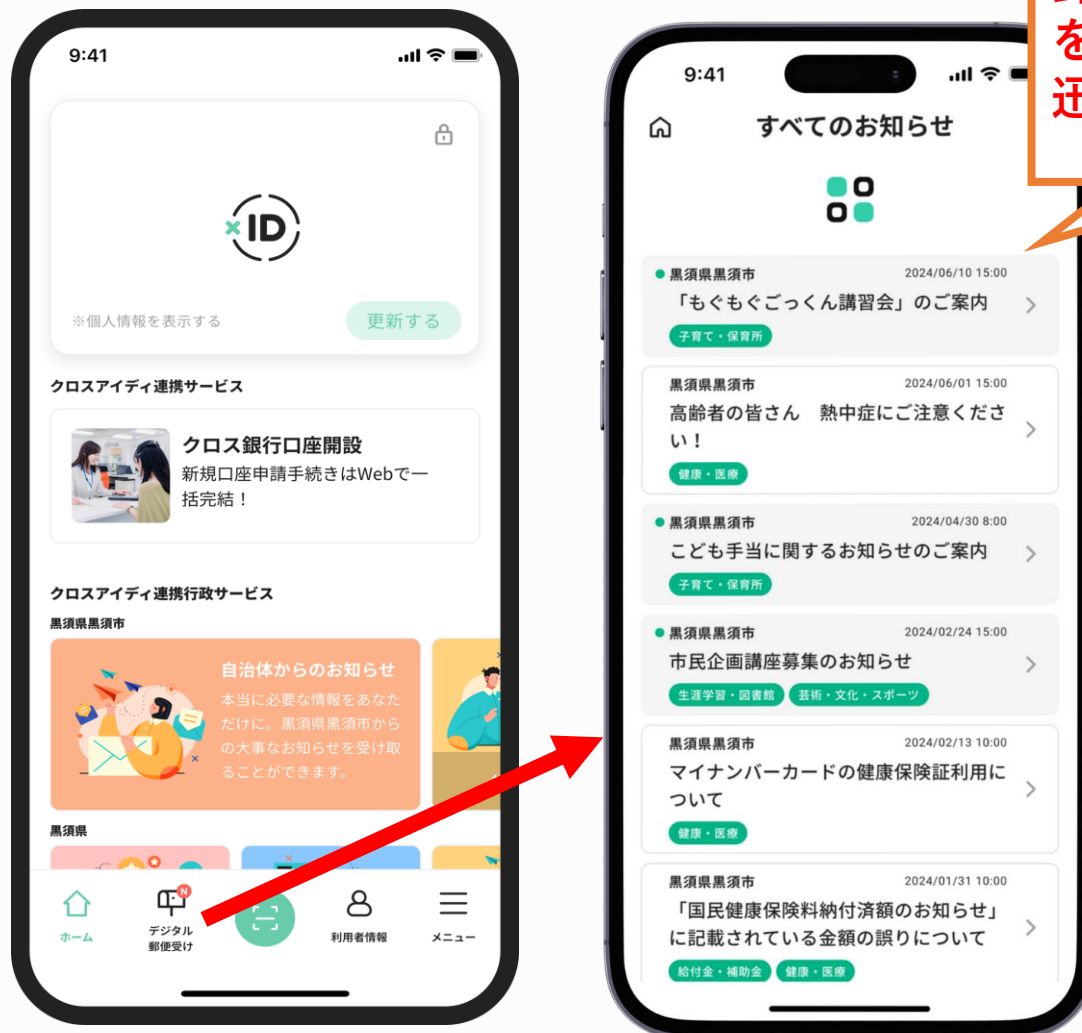 9:41
xID
※個人情報を表示する
更新する
クロスアイディ連携サービス
クロス銀行口座開設
新規口座申請手続きはWebで一
括完結！
クロスアイディ連携行政サービス
黒須県黒須市
自治体からのお知らせ
本当に必要な情報をあなた
だけに。黒須県黒須市から
の大事なお知らせを受け取
ることができます。
黒須県
ホーム
N
デジタル
郵便受け
利用者情報
メニュー
9:41
すべてのお知らせ
黒須県黒須市 2024/06/10 15:00
「もぐもぐごっくん講習会」のご案内
子育て・保育所
黒須県黒須市 2024/06/01 15:00
高齢者の皆さん　熱中症にご注意くださ
い！
健康・医療
黒須県黒須市 2024/04/30 8:00
こども手当に関するお知らせのご案内
子育て・保育所
黒須県黒須市 2024/02/24 15:00
市民企画講座募集のお知らせ
生涯学習・図書館 芸術・文化・スポーツ
黒須県黒須市 2024/02/13 10:00
マイナンバーカードの健康保険証利用に
ついて
健康・医療
黒須県黒須市 2024/01/31 10:00
「国民健康保険料納付済額のお知らせ」
に記載されている金額の誤りについて
給付金・補助金 健康・医療
を
迅